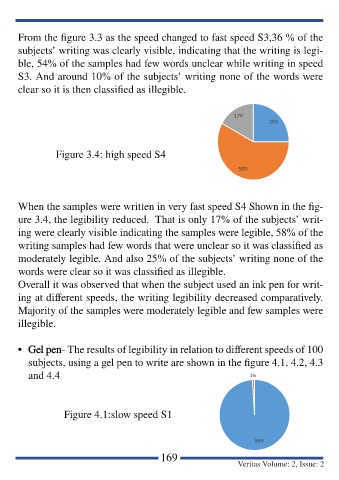 From the figure 3.3 as the speed changed to fast speed S3,36 % of the
subjects' writing was clearly visible, indicating that the writing is legi-
ble, 54% of the samples had few words unclear while writing in speed
S3. And around 10% of the subjects' writing none of the words were
clear so it is then classified as illegible.
17%
25%
58%
Figure 3.4: high speed S4
When the samples were written in very fast speed S4 Shown in the fig-
ure 3.4, the legibility reduced. That is only 17% of the subjects' writ-
ing were clearly visible indicating the samples were legible, 58% of the
writing samples had few words that were unclear so it was classified as
moderately legible. And also 25% of the subjects' writing none of the
words were clear so it was classified as illegible.
Overall it was observed that when the subject used an ink pen for writ-
ing at different speeds, the writing legibility decreased comparatively.
Majority of the samples were moderately legible and few samples were
illegible.
• Gel pen- The results of legibility in relation to different speeds of 100
subjects, using a gel pen to write are shown in the figure 4.1, 4.2, 4.3
and 4.4
1%
Figure 4.1:slow speed S1
99%
169
Veritas Volume: 2, Issue: 2